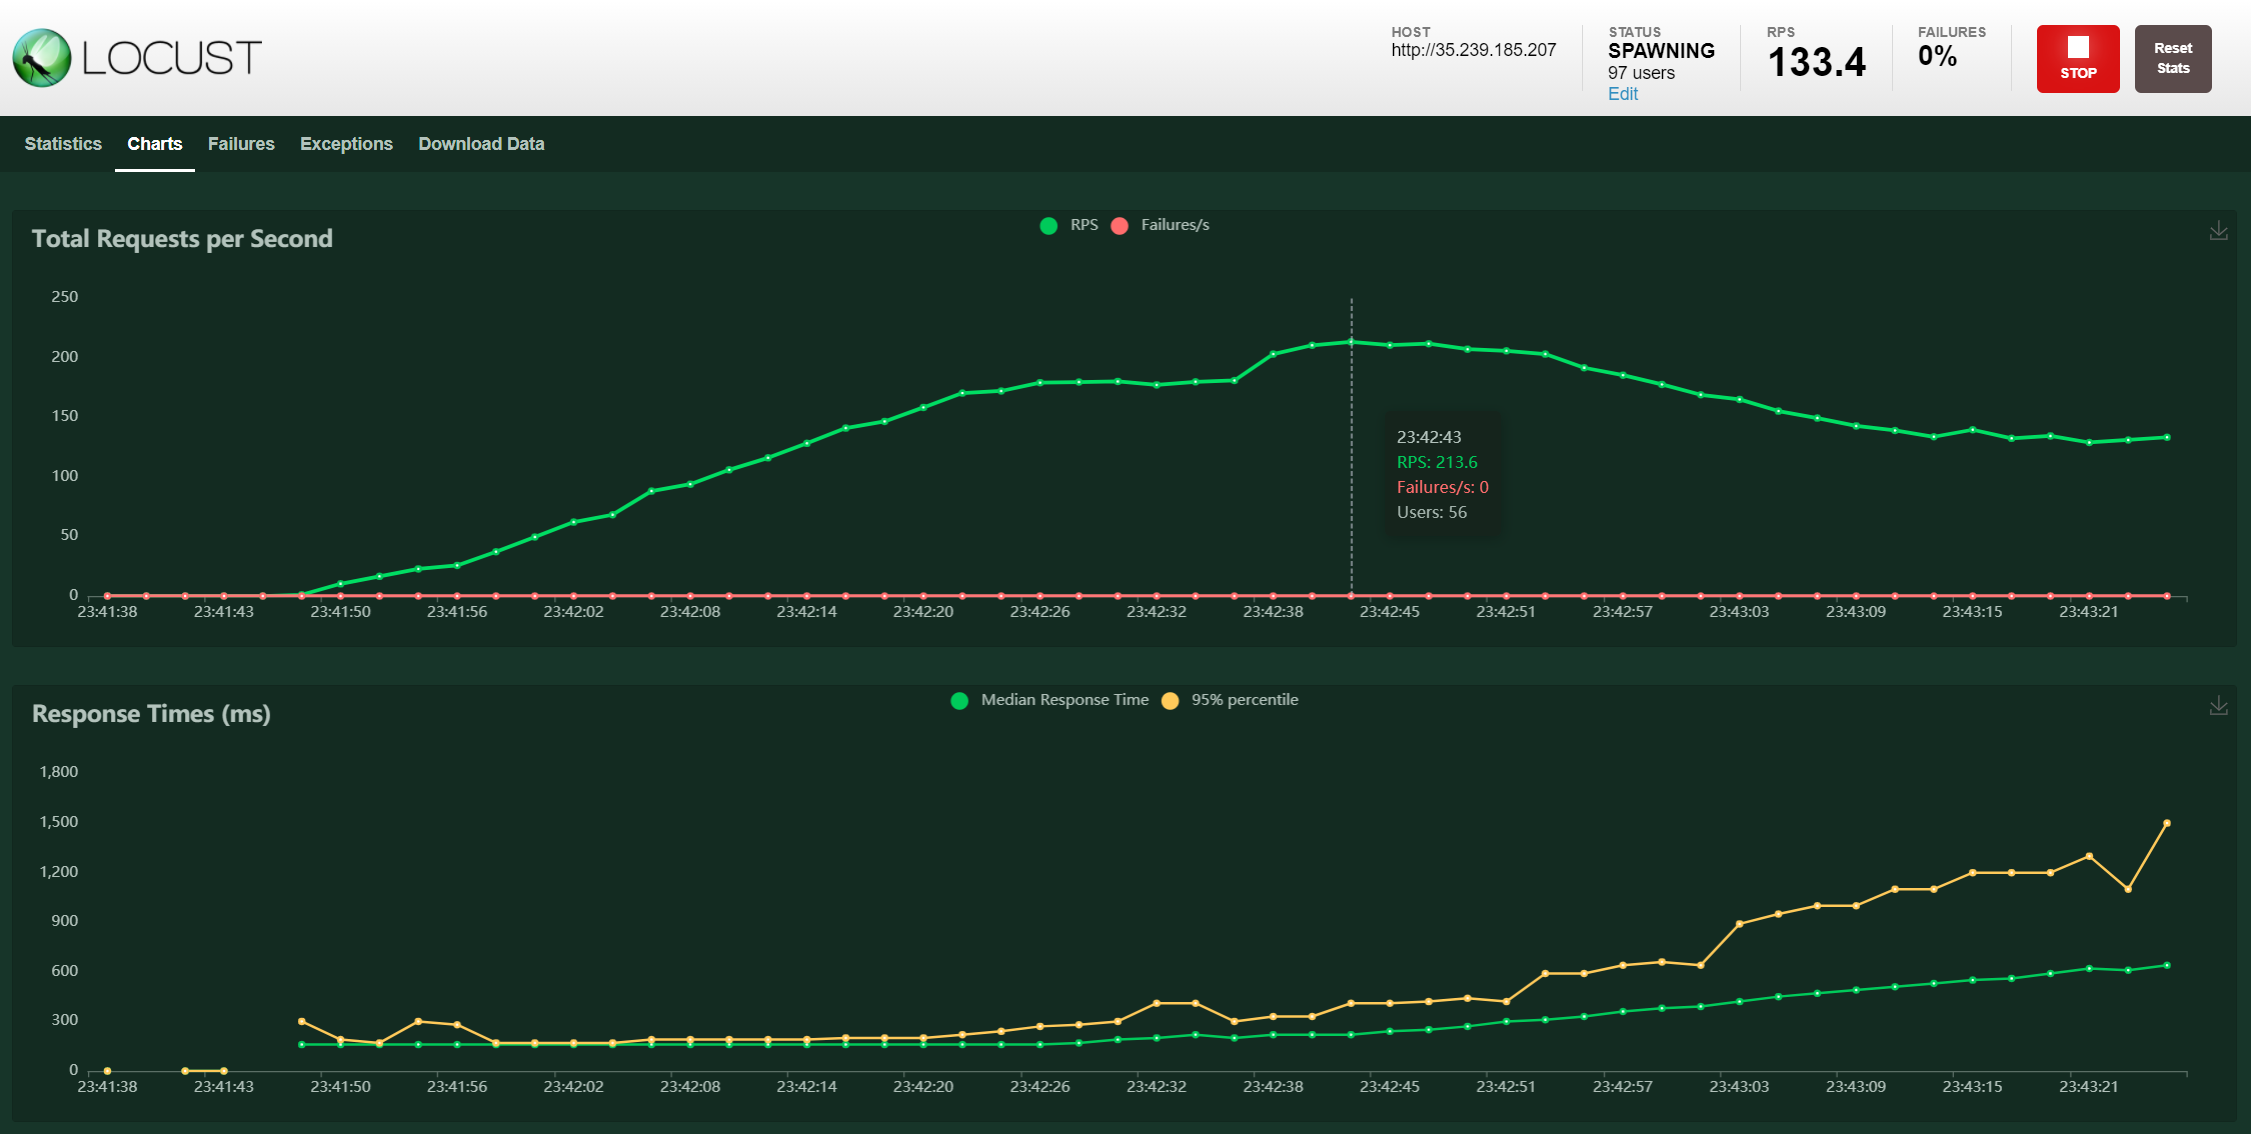 LOCUST
HOST
http://35.239.185.207
STATUS
SPAWNING
97 users
Edit
RPS
133.4
FAILURES
0%
STOP
Reset
Stats
Statistics Charts Failures Exceptions Download Data
Total Requests per Second
RPS Failures/s
250
200
150
100
50
0
23:42:43
RPS: 213.6
Failures/s: 0
Users: 56
23:41:38 23:41:43 23:41:50 23:41:56 23:42:02 23:42:08 23:42:14 23:42:20 23:42:26 23:42:32 23:42:38 23:42:45 23:42:51 23:42:57 23:43:03 23:43:09 23:43:15 23:43:21
Response Times (ms)
Median Response Time 95% percentile
1,800
1,500
1,200
900
600
300
0
23:41:38 23:41:43 23:41:50 23:41:56 23:42:02 23:42:08 23:42:14 23:42:20 23:42:26 23:42:32 23:42:38 23:42:45 23:42:51 23:42:57 23:43:03 23:43:09 23:43:15 23:43:21